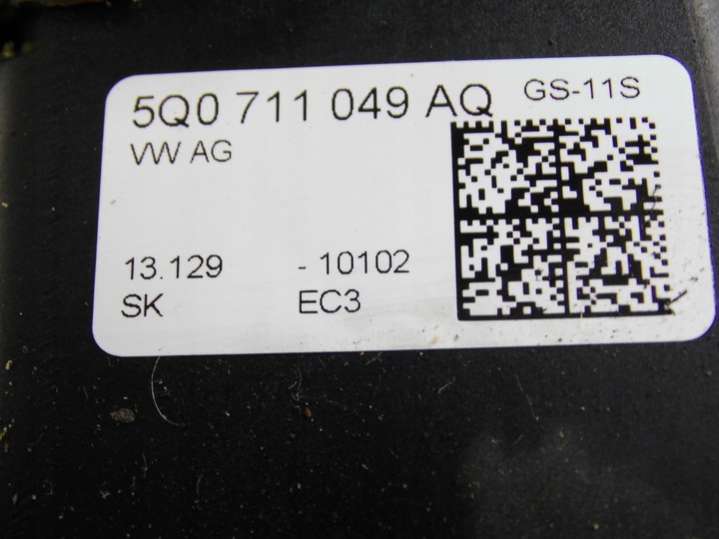 5Q0 711 049 AQ GS-11S
VW AG
13.129 - 10102
SK EC3